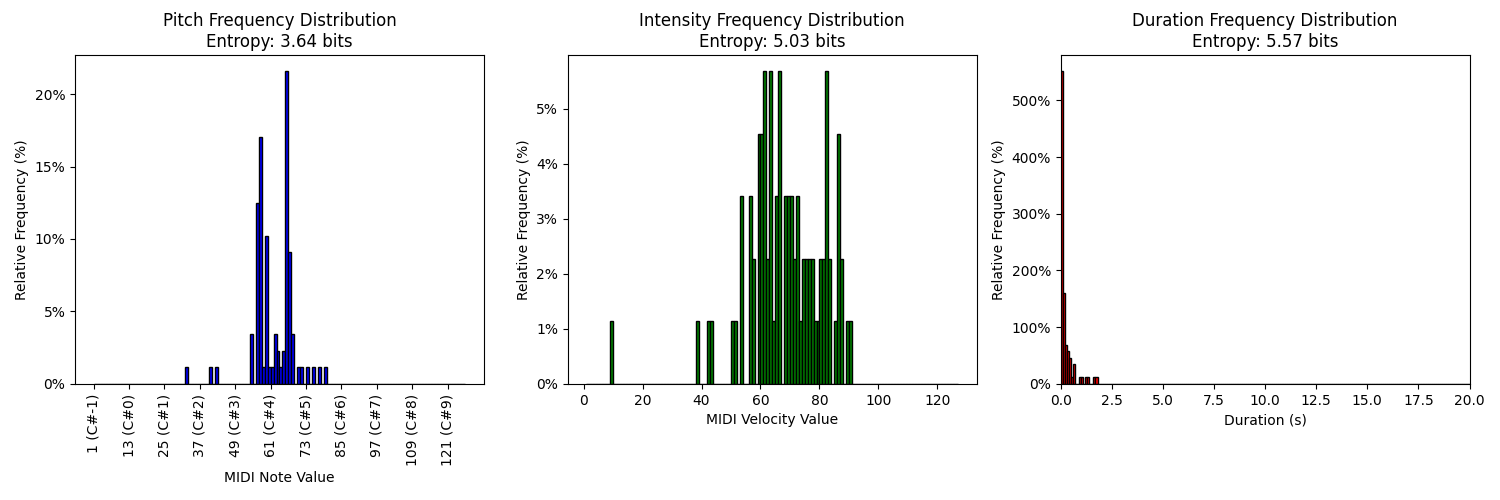 Pitch Frequency Distribution
Entropy: 3.64 bits
Relative Frequency (%)
20%
15%
10%
5%
0%
1 (C#-1)
13 (C#0)
25 (C#1)
37 (C#2)
49 (C#3)
61 (C#4)
73 (C#5)
85 (C#6)
97 (C#7)
109 (C#8)
121 (C#9)
MIDI Note Value
Intensity Frequency Distribution
Entropy: 5.03 bits
Relative Frequency (%)
5%
4%
3%
2%
1%
0%
0 20 40 60 80 100 120
MIDI Velocity Value
Duration Frequency Distribution
Entropy: 5.57 bits
Relative Frequency (%)
500%
400%
300%
200%
100%
0%
0.0 2.5 5.0 7.5 10.0 12.5 15.0 17.5 20.0
Duration (s)